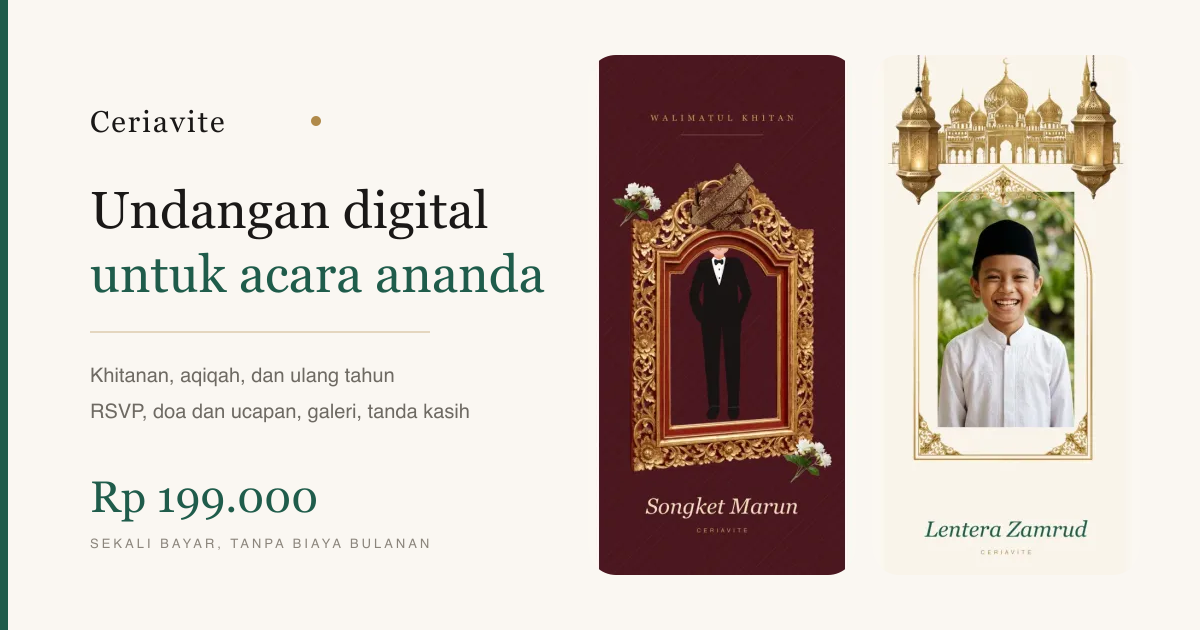 Ceriavite
Undangan digital
untuk acara ananda
Khitanan, aqiqah, dan ulang tahun
RSVP, doa dan ucapan, galeri, tanda kasih
Rp 199.000
SEKALI BAYAR, TANPA BIAYA BULANAN
WALIMATUL KHITAN
Songket Marun
CERIAVITE
Lentera Zamrud
CERIAVITE